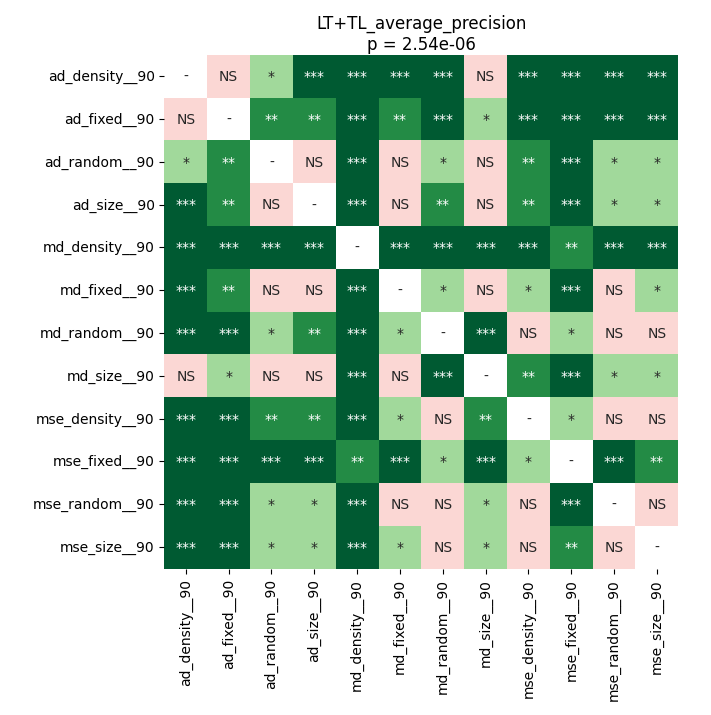 LT+TL_average_precision
p = 2.54e-06
ad_density__90 - NS * *** *** *** *** NS *** *** *** ***
ad_fixed__90 NS - ** ** *** ** *** * *** *** *** ***
ad_random__90 * ** - NS *** NS * NS ** *** * *
ad_size__90 *** ** NS - *** NS ** NS ** *** * *
md_density__90 *** *** *** *** - *** *** *** *** ** *** ***
md_fixed__90 *** ** NS NS *** - * NS * *** NS *
md_random__90 *** *** * ** *** * - *** NS * NS NS
md_size__90 NS * NS NS *** NS *** - ** *** * *
mse_density__90 *** *** ** ** *** * NS ** - * NS NS
mse_fixed__90 *** *** *** *** ** *** * *** * - *** **
mse_random__90 *** *** * * *** NS NS * NS *** - NS
mse_size__90 *** *** * * *** * NS * NS ** NS -
ad_density__90
ad_fixed__90
ad_random__90
ad_size__90
md_density__90
md_fixed__90
md_random__90
md_size__90
mse_density__90
mse_fixed__90
mse_random__90
mse_size__90